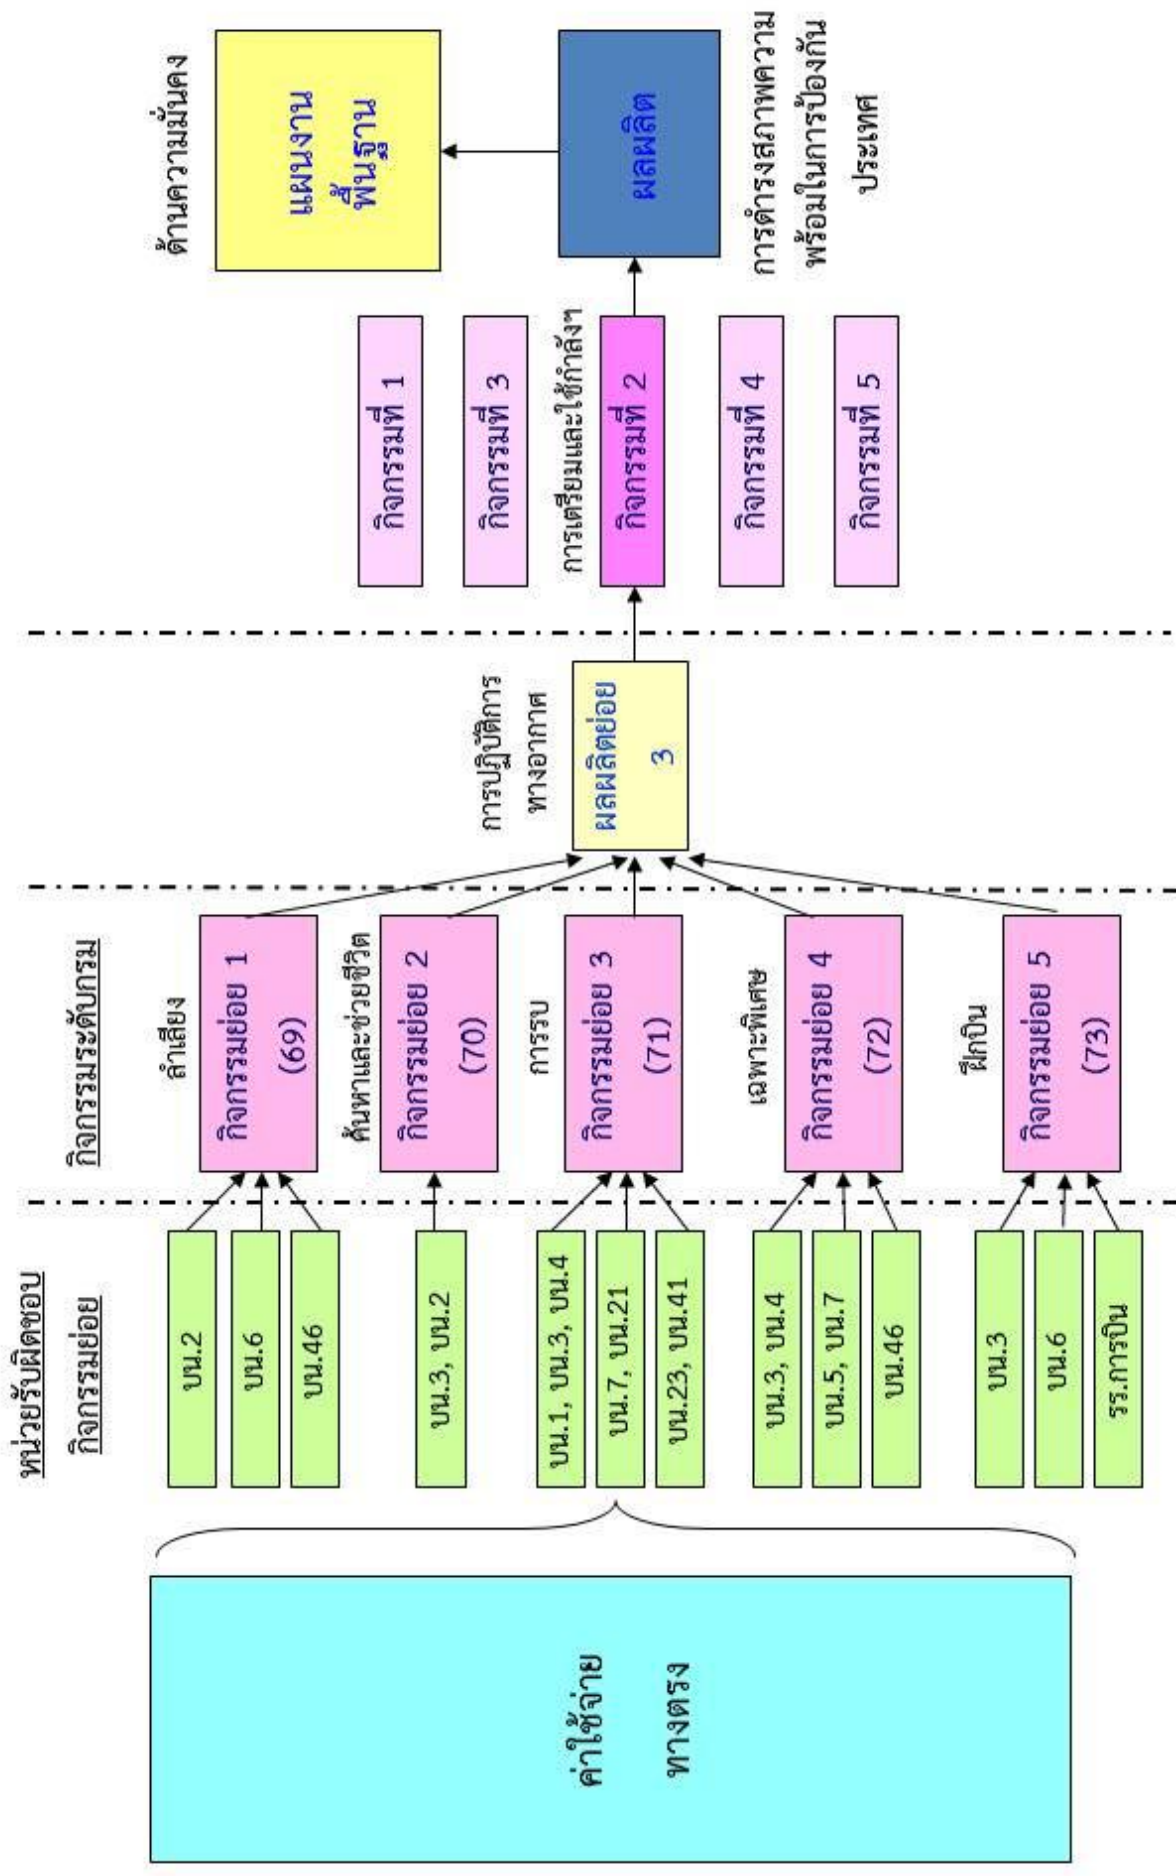 ค่าใช้จ่าย
ทางตรง
หน่วยรับผิดชอบ
กิจกรรมย่อย
บน.2
บน.6
บน.46
บน.3, บน.2
บน.1, บน.3, บน.4
บน.7, บน.21
บน.23, บน.41
บน.3, บน.4
บน.5, บน.7
บน.46
บน.3
บน.6
รร.การบิน
กิจกรรมระดับกรม
ลำเลียง
กิจกรรมย่อย 1
(69)
ค้นหาและช่วยชีวิต
กิจกรรมย่อย 2
(70)
การรบ
กิจกรรมย่อย 3
(71)
เฉพาะพิเศษ
กิจกรรมย่อย 4
(72)
ฝึกบิน
กิจกรรมย่อย 5
(73)
การปฏิบัติการ
ทางอากาศ
ผลผลิตย่อย
3
กิจกรรมที่ 1
กิจกรรมที่ 3
การเตรียมและใช้กำลังฯ
กิจกรรมที่ 2
กิจกรรมที่ 4
กิจกรรมที่ 5
ด้านความมั่นคง
แผนงาน
พื้นฐาน
ผลผลิต
การดำรงสภาพความ
พร้อมในการป้องกัน
ประเทศ